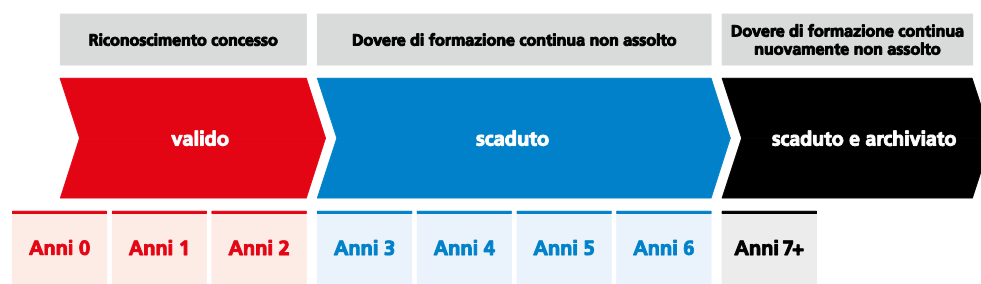 Riconoscimento concesso
Dovere di formazione continua non assolto
Dovere di formazione continua
nuovamente non assolto
valido
scaduto
scaduto e archiviato
Anni 0
Anni 1
Anni 2
Anni 3
Anni 4
Anni 5
Anni 6
Anni 7+